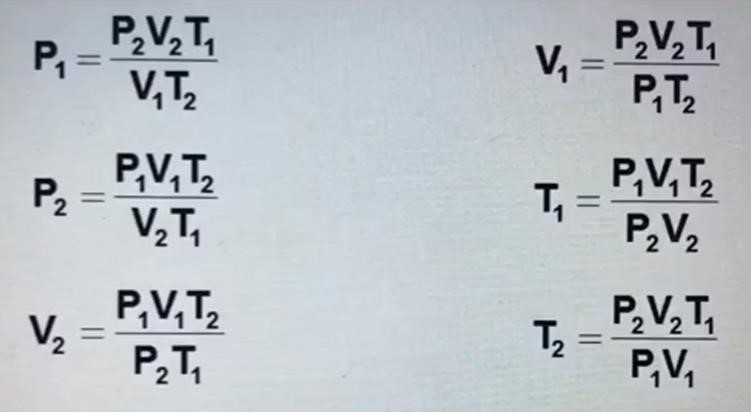 P₁ = P₂V₂T₁ / V₁T₂
V₁ = P₂V₂T₁ / P₁T₂
P₂ = P₁V₁T₂ / V₂T₁
T₁ = P₁V₁T₂ / P₂V₂
V₂ = P₁V₁T₂ / P₂T₁
T₂ = P₂V₂T₁ / P₁V₁